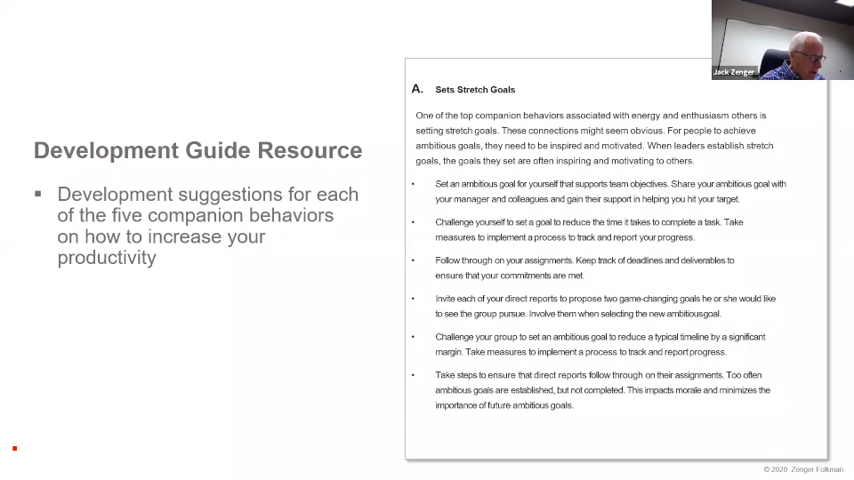 Jack Zenger
Development Guide Resource
▪ Development suggestions for each
of the five companion behaviors
on how to increase your
productivity
A. Sets Stretch Goals
One of the top companion behaviors associated with energy and enthusiasm others is
setting stretch goals. These connections might seem obvious. For people to achieve
ambitious goals, they need to be inspired and motivated. When leaders establish stretch
goals, the goals they set are often inspiring and motivating to others.
• Set an ambitious goal for yourself that supports team objectives. Share your ambitious goal with
your manager and colleagues and gain their support in helping you hit your target.
• Challenge yourself to set a goal to reduce the time it takes to complete a task. Take
measures to implement a process to track and report your progress.
• Follow through on your assignments. Keep track of deadlines and deliverables to
ensure that your commitments are met.
• Invite each of your direct reports to propose two game-changing goals he or she would like
to see the group pursue. Involve them when selecting the new ambitiousgoal.
• Challenge your group to set an ambitious goal to reduce a typical timeline by a significant
margin. Take measures to implement a process to track and report progress.
• Take steps to ensure that direct reports follow through on their assignments. Too often
ambitious goals are established, but not completed. This impacts morale and minimizes the
importance of future ambitious goals.
© 2020 Zenger Folkman